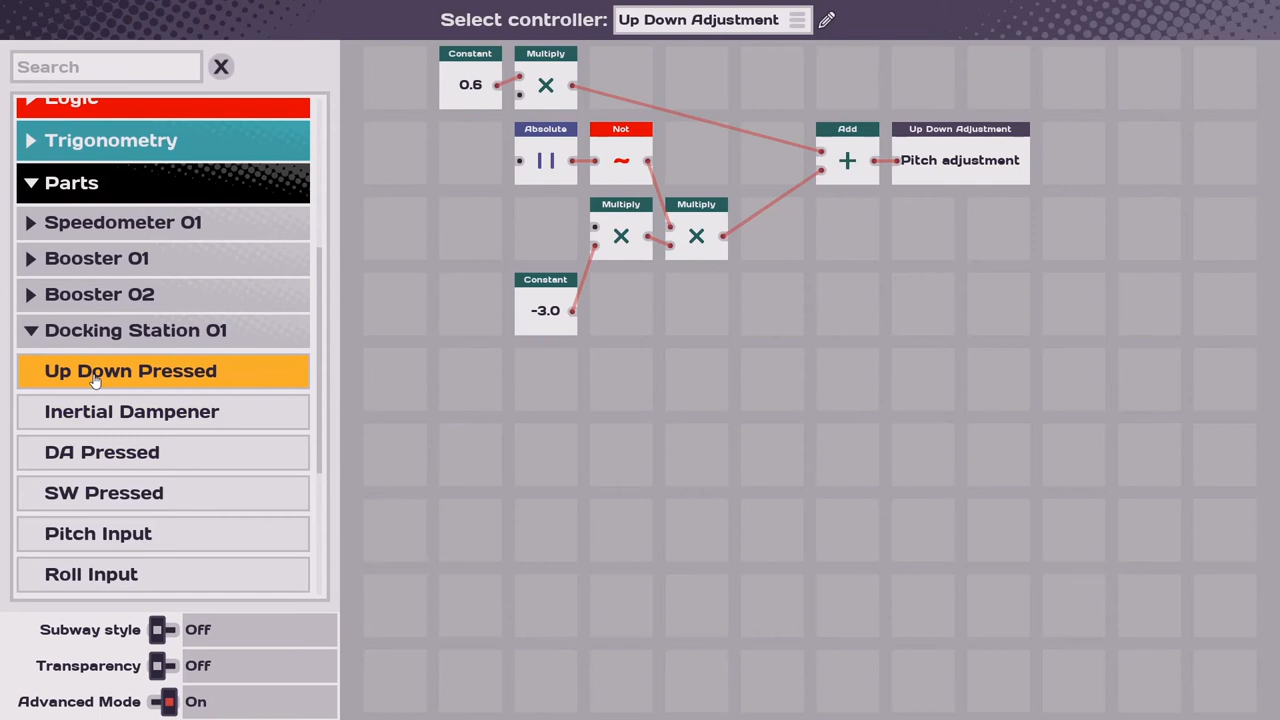 Select controller: Up Down Adjustment
Search X
Logic
Trigonometry
Parts
Speedometer 01
Booster 01
Booster 02
Docking Station 01
Up Down Pressed
Inertial Dampener
DA Pressed
SW Pressed
Pitch Input
Roll Input
Subway style Off
Transparency Off
Advanced Mode On
Constant Multiply
0.6 ×
Absolute Not Add Up Down Adjustment
| | ~ + Pitch adjustment
Multiply Multiply
× ×
Constant
-3.0